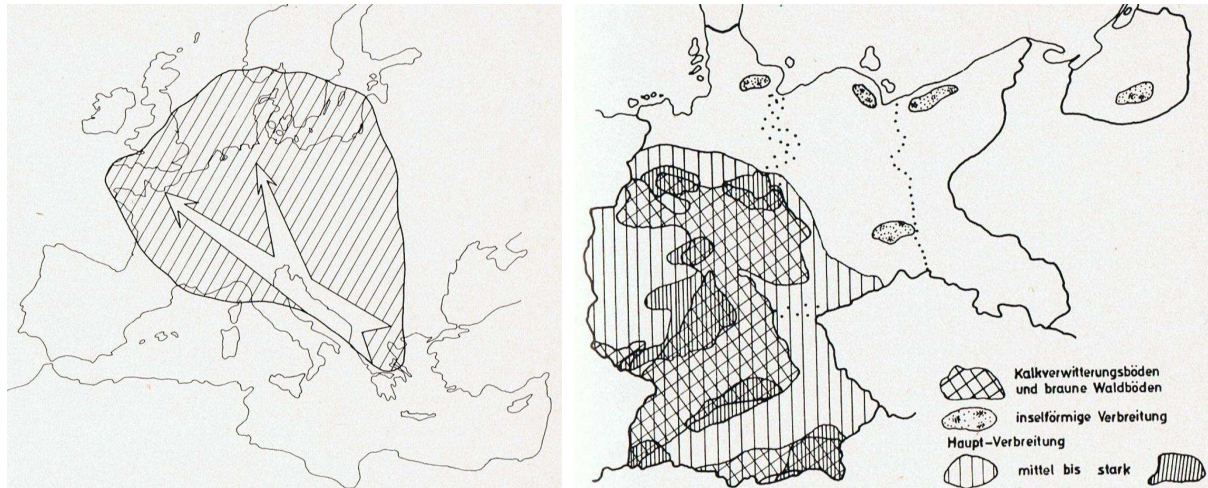 Kalkverwitterungsböden
und braune Waldböden
inselförmige Verbreitung
Haupt-Verbreitung
mittel bis stark